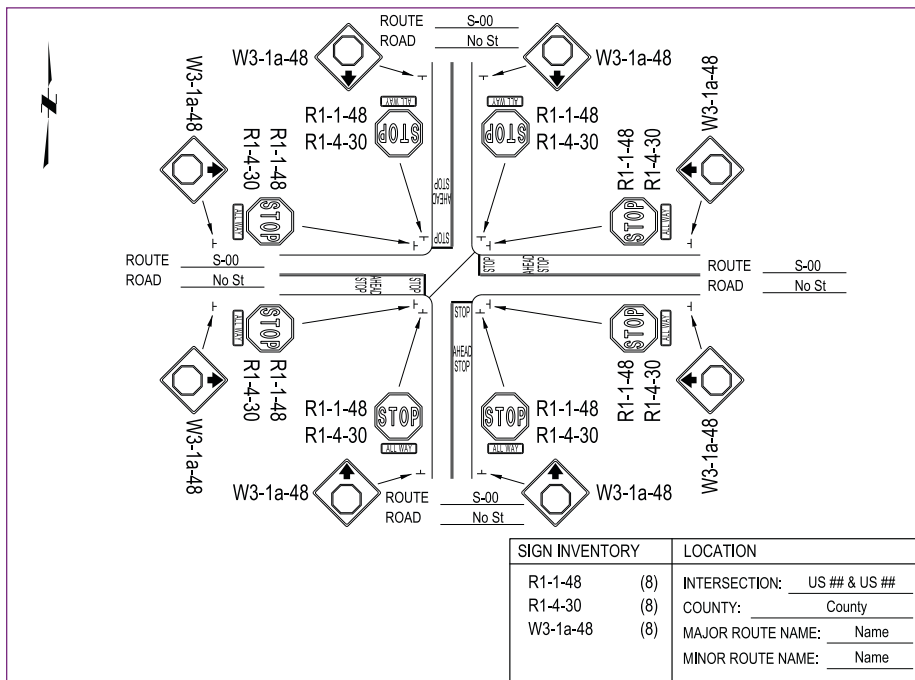 ROUTE S-00
ROAD No St
W3-1a-48
W3-1a-48
W3-1a-48
W3-1a-48
ALL WAY
STOP
R1-1-48
R1-4-30
ALL WAY
STOP
R1-1-48
R1-4-30
R1-1-48
R1-4-30
ALL WAY
STOP
R1-1-48
R1-4-30
STOP
ALL WAY
STOP
AHEAD
STOP
ROUTE S-00
ROAD No St
STOP
AHEAD
STOP
STOP
AHEAD
STOP
ROUTE S-00
ROAD No St
ALL WAY
STOP
R1-1-48
R1-4-30
STOP
AHEAD
STOP
STOP
ALL WAY
R1-1-48
R1-4-30
STOP
ALL WAY
R1-1-48
R1-4-30
STOP
ALL WAY
R1-1-48
R1-4-30
W3-1a-48
W3-1a-48
W3-1a-48
W3-1a-48
ROUTE S-00
ROAD No St
SIGN INVENTORY
R1-1-48 (8)
R1-4-30 (8)
W3-1a-48 (8)
LOCATION
INTERSECTION: US ## & US ##
COUNTY: County
MAJOR ROUTE NAME: Name
MINOR ROUTE NAME: Name